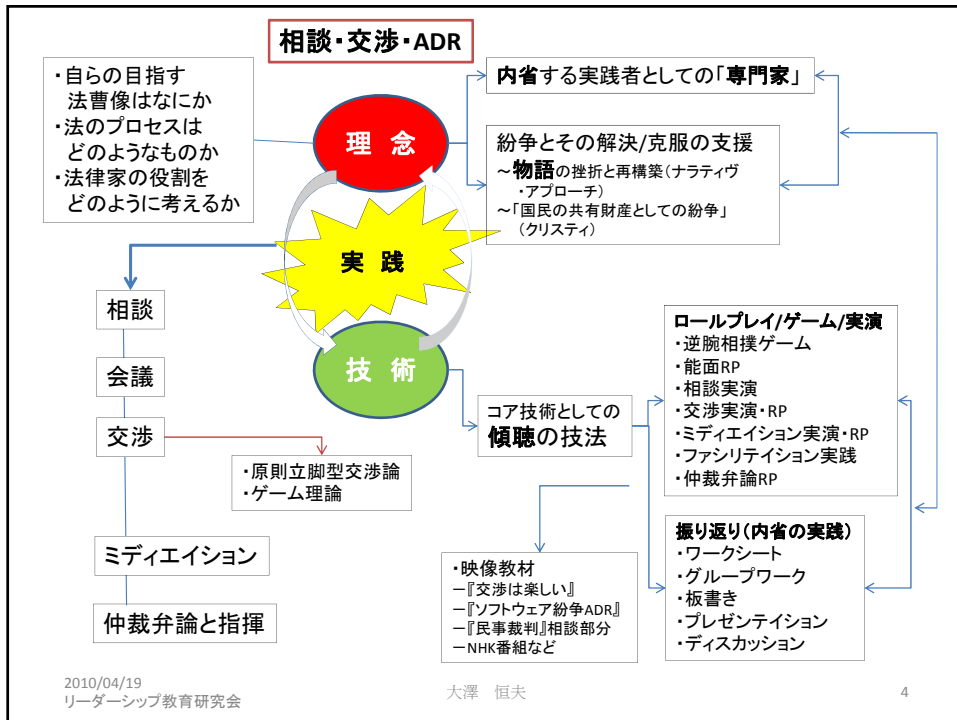 相談・交渉・ADR
・自らの目指す
法曹像はなにか
・法のプロセスは
どのようなものか
・法律家の役割を
どのように考えるか
理 念
内省する実践者としての「専門家」
紛争とその解決/克服の支援
～物語の挫折と再構築(ナラティヴ
・アプローチ)
～「国民の共有財産としての紛争」
(クリスティ)
実 践
技 術
相談
会議
交渉
・原則立脚型交渉論
・ゲーム理論
ミディエイション
仲裁弁論と指揮
コア技術としての
傾聴の技法
ロールプレイ/ゲーム/実演
・逆腕相撲ゲーム
・能面RP
・相談実演
・交渉実演・RP
・ミディエイション実演・RP
・ファシリテイション実践
・仲裁弁論RP
・映像教材
－『交渉は楽しい』
－『ソフトウェア紛争ADR』
－『民事裁判』相談部分
－NHK番組など
振り返り(内省の実践)
・ワークシート
・グループワーク
・板書き
・プレゼンテイション
・ディスカッション
2010/04/19
リーダーシップ教育研究会
大澤 恒夫
4